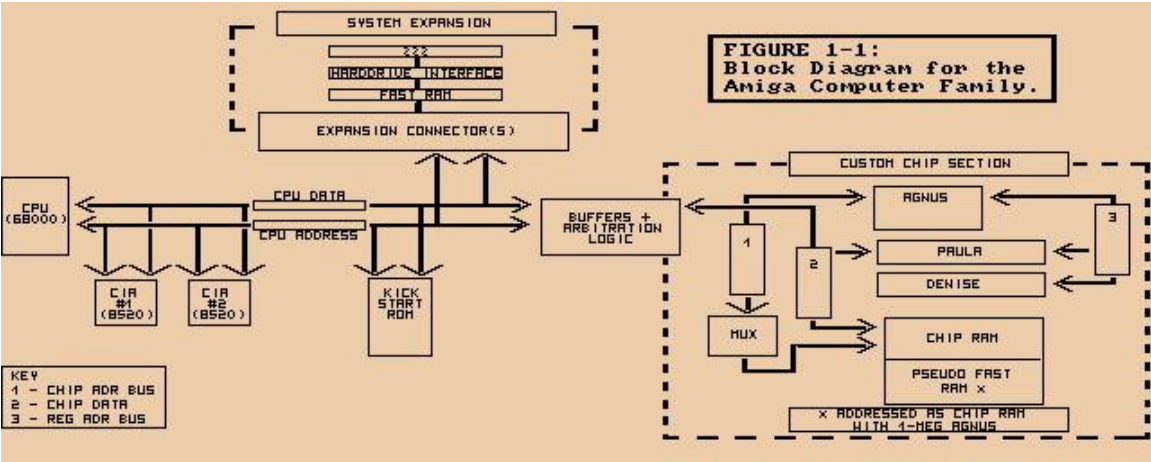 SYSTEM EXPANSION
???
HARDDRIVE INTERFACE
FAST RAM
EXPANSION CONNECTOR(S)
FIGURE 1-1:
Block Diagram for the
Amiga Computer Family.
CUSTOM CHIP SECTION
CPU
(68000)
CPU DATA
CPU ADDRESS
BUFFERS +
ARBITRATION
LOGIC
AGNUS
1
2
3
PAULA
DENISE
CIA
#1
(8520)
CIA
#2
(8520)
KICK
START
ROM
MUX
CHIP RAM
PSEUDO FAST
RAM x
x ADDRESSED AS CHIP RAM
WITH 1-MEG AGNUS
KEY
1 - CHIP ADR BUS
2 - CHIP DATA
3 - REG ADR BUS